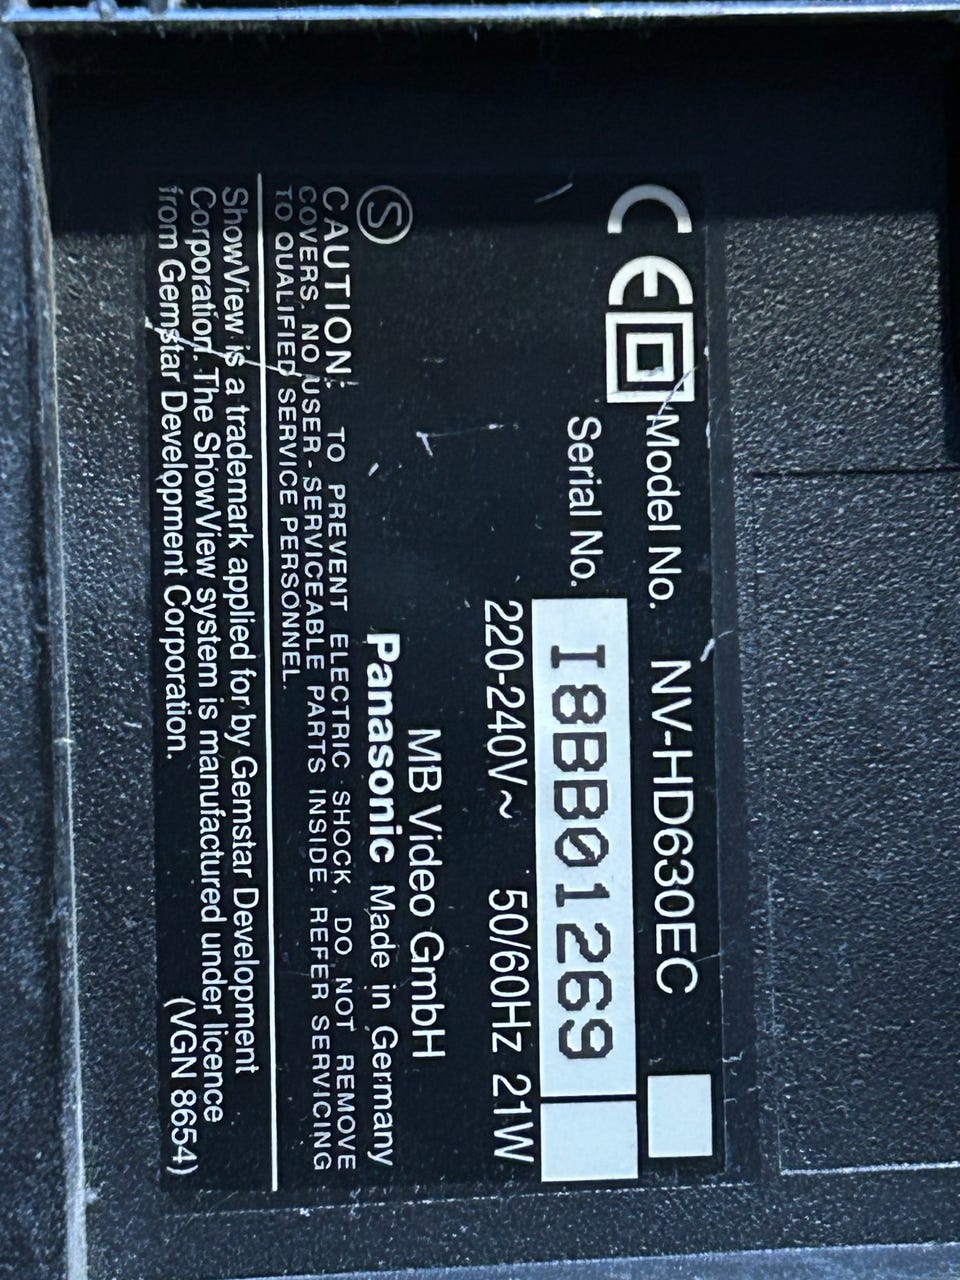 CE Model No. NV-HD630EC
Serial No. I8BB01269
220-240V~ 50/60Hz 21W
MB Video GmbH
S Panasonic Made in Germany
CAUTION: TO PREVENT ELECTRIC SHOCK, DO NOT REMOVE
COVERS. NO USER-SERVICEABLE PARTS INSIDE. REFER SERVICING
TO QUALIFIED SERVICE PERSONNEL.
ShowView is a trademark applied for by Gemstar Development
Corporation. The ShowView system is manufactured under licence
from Gemstar Development Corporation. (VGN 8654)